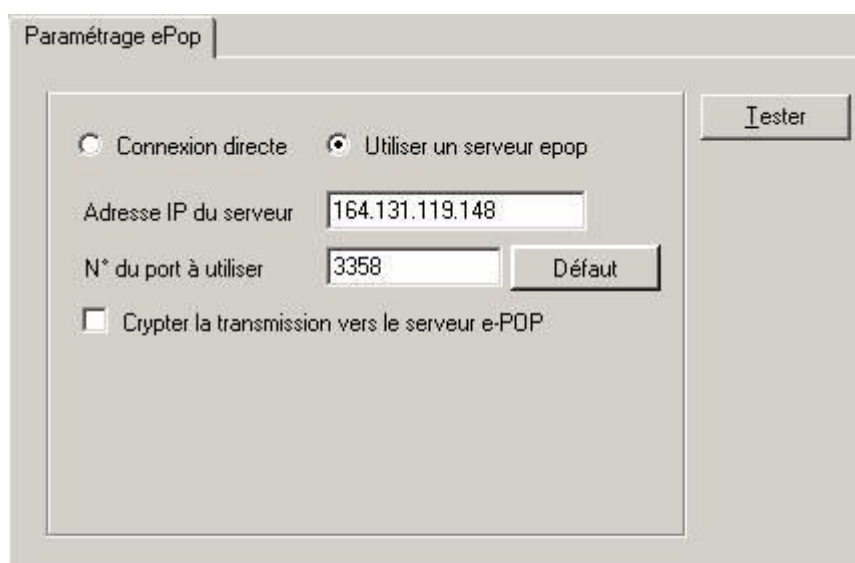 Paramétrage ePop
Tester
Connexion directe
Utiliser un serveur epop
Adresse IP du serveur
164.131.119.148
N° du port à utiliser
3358
Défaut
Crypter la transmission vers le serveur e-POP